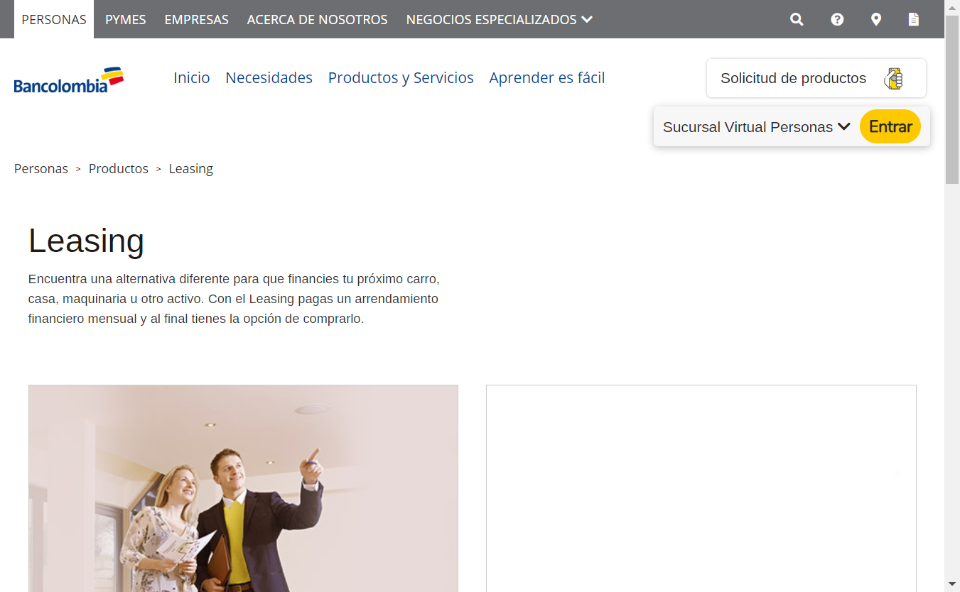 PERSONAS PYMES EMPRESAS ACERCA DE NOSOTROS NEGOCIOS ESPECIALIZADOS
Bancolombia Inicio Necesidades Productos y Servicios Aprender es fácil Solicitud de productos
Sucursal Virtual Personas Entrar
Personas > Productos > Leasing
Leasing
Encuentra una alternativa diferente para que financies tu próximo carro,
casa, maquinaria u otro activo. Con el Leasing pagas un arrendamiento
financiero mensual y al final tienes la opción de comprarlo.